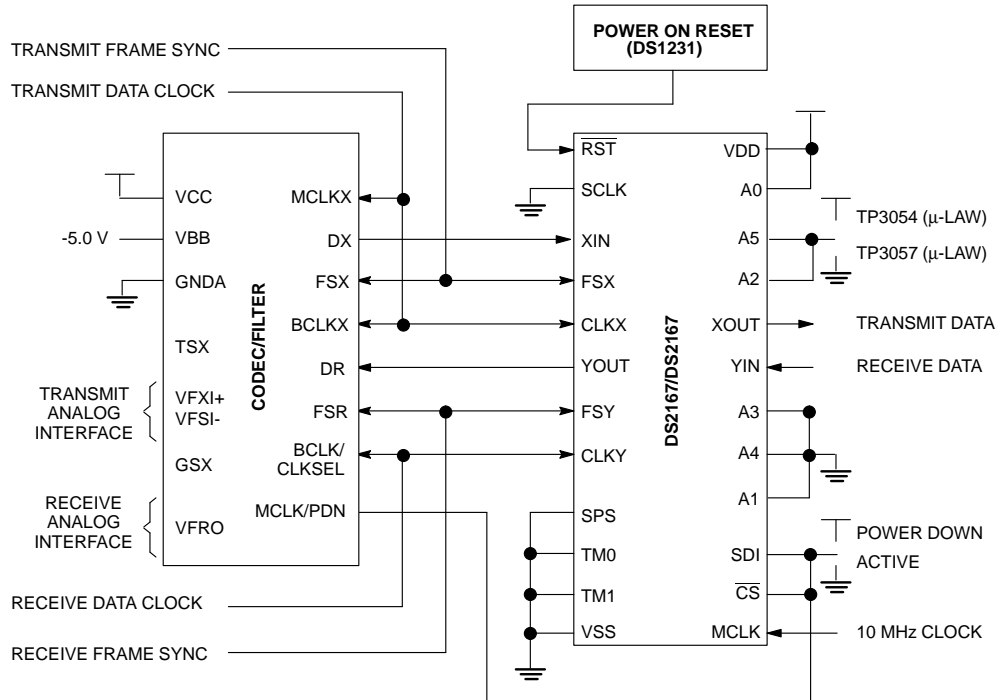 TRANSMIT FRAME SYNC
TRANSMIT DATA CLOCK
POWER ON RESET
(DS1231)
VCC
VBB
GNDA
TSX
VFXI+
VFSI-
GSX
VFRO
-5.0 V
TRANSMIT
ANALOG
INTERFACE
RECEIVE
ANALOG
INTERFACE
CODEC/FILTER
MCLKX
DX
FSX
BCLKX
DR
FSR
BCLK/
CLKSEL
MCLK/PDN
RECEIVE DATA CLOCK
RECEIVE FRAME SYNC
RST
SCLK
XIN
FSX
CLKX
YOUT
FSY
CLKY
SPS
TM0
TM1
VSS
DS2167/DS2167
VDD
A0
A5
A2
XOUT
YIN
A3
A4
A1
SDI
CS
MCLK
TP3054 (μ-LAW)
TP3057 (μ-LAW)
TRANSMIT DATA
RECEIVE DATA
POWER DOWN
ACTIVE
10 MHz CLOCK